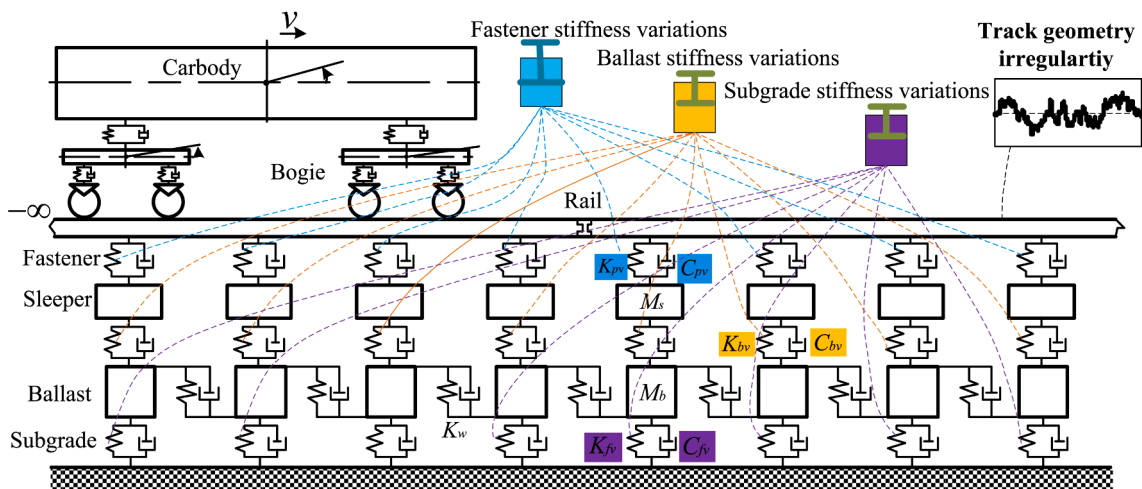 v
Fastener stiffness variations
Track geometry
irregulartiy
Carbody
Ballast stiffness variations
Subgrade stiffness variations
Bogie
−∞
Rail
Fastener
Kpv
Cpv
Sleeper
Ms
Kbv
Cbv
Ballast
Mb
Kw
Subgrade
Kfv
Cfv